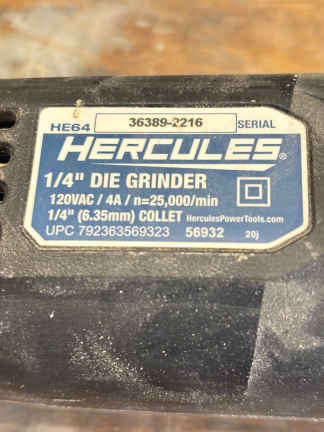 HE64 36389-2216 SERIAL
HERCULES®
1/4" DIE GRINDER
120VAC / 4A / n=25,000/min
1/4" (6.35mm) COLLET HerculesPowerTools.com
UPC 792363569323 56932 20j